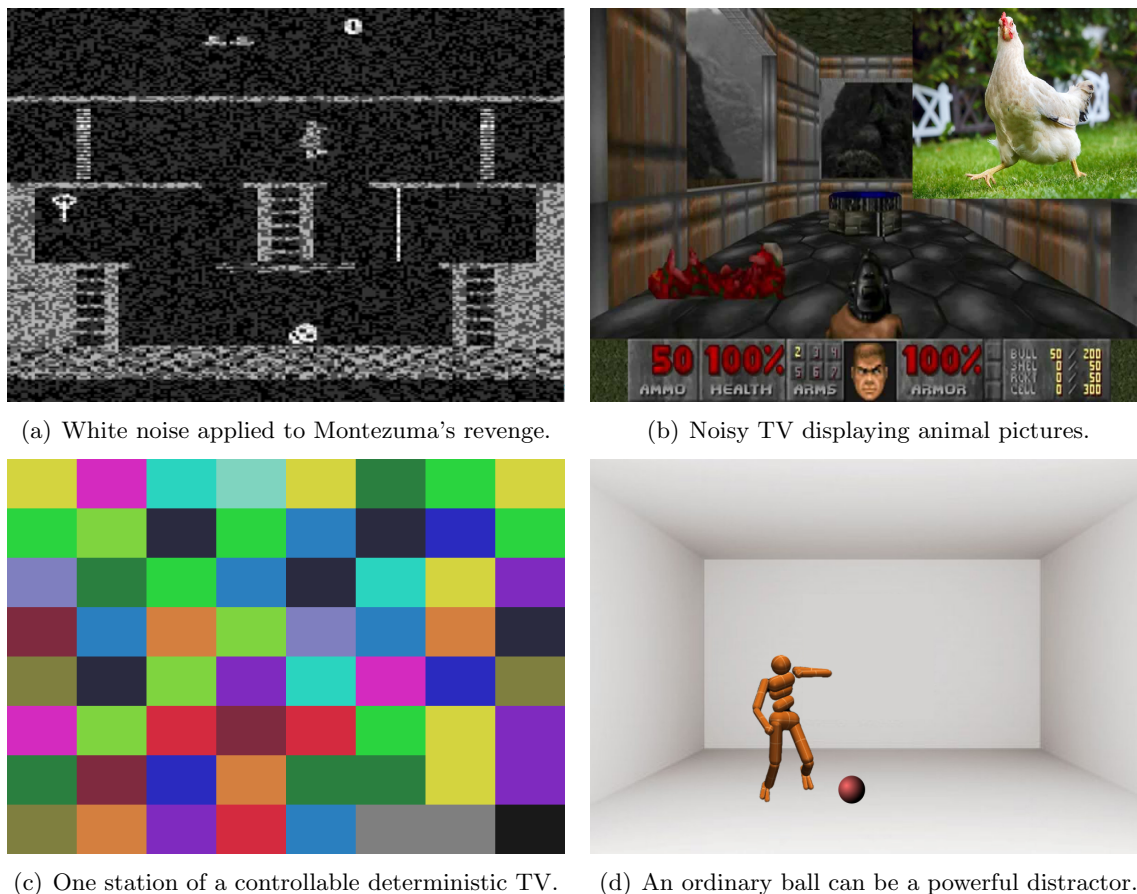 50 100% 2 3 4 100% BULL 50 / 200
5 6 7 SHEL 0 / 50
RCKT 0 / 50
AMMO HEALTH ARMS ARMOR CELL 0 / 300
(a) White noise applied to Montezuma's revenge.
(b) Noisy TV displaying animal pictures.
(c) One station of a controllable deterministic TV.
(d) An ordinary ball can be a powerful distractor